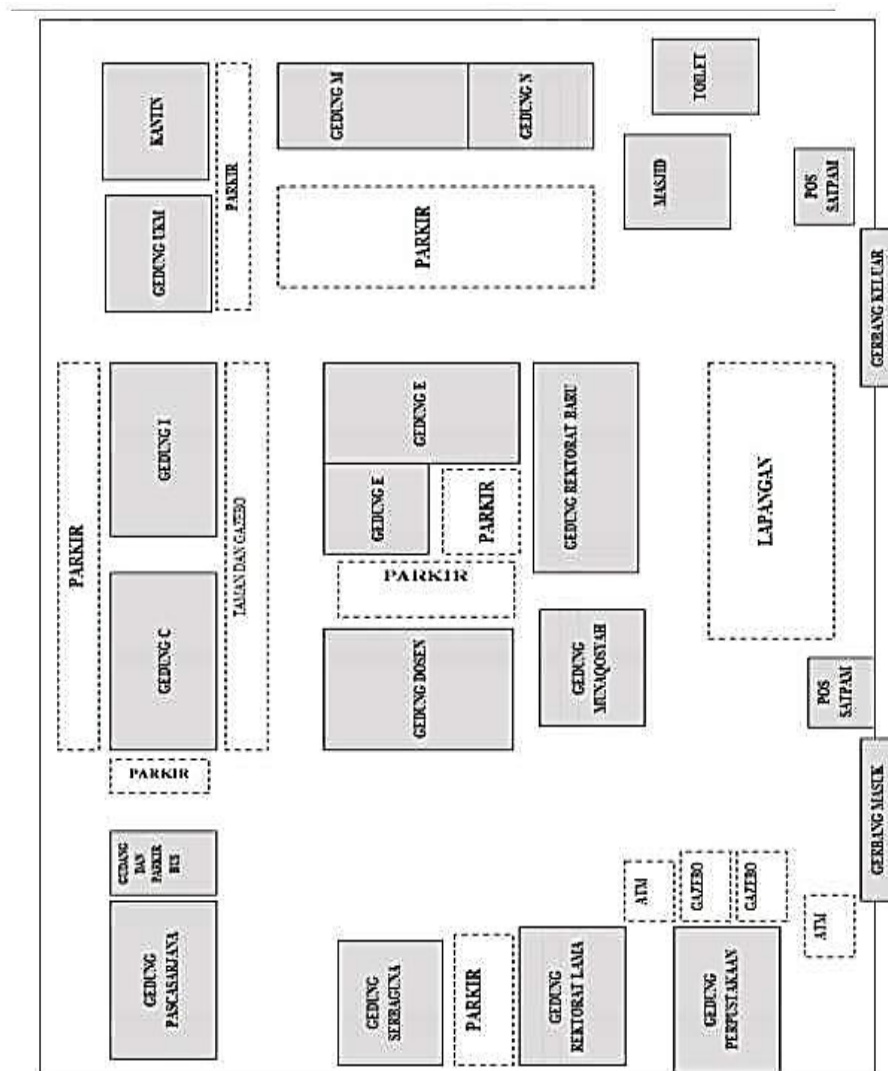 KANTIN
PARKIR
GEDUNG M
GEDUNG N
TOILET
MASJID
POS
SATPAM
GEDUNG UKM
PARKIR
GERBANG KELUAR
PARKIR
GEDUNG I
TAMAN DAN GAZEBO
GEDUNG E
GEDUNG E
PARKIR
GEDUNG REKTORAT BARU
LAPANGAN
PARKIR
GEDUNG C
GEDUNG DOSEN
GEDUNG
MUNAQOSYAH
POS
SATPAM
PARKIR
GERBANG MASUK
GUDANG
DAN
PARKIR
BUS
ATM
GAZEBO
GAZEBO
ATM
GEDUNG
PASCASARJANA
GEDUNG
SERBAGUNA
PARKIR
GEDUNG
REKTORAT LAMA
GEDUNG
PERPUSTAKAAN